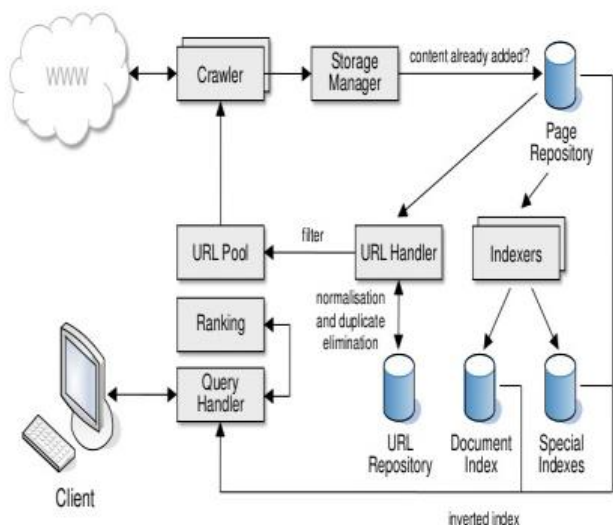 WWW
Crawler
Storage
Manager
content already added?
Page
Repository
URL Pool
filter
URL Handler
Indexers
normalisation
and duplicate
elimination
Ranking
Query
Handler
Client
URL
Repository
Document
Index
Special
Indexes
inverted index